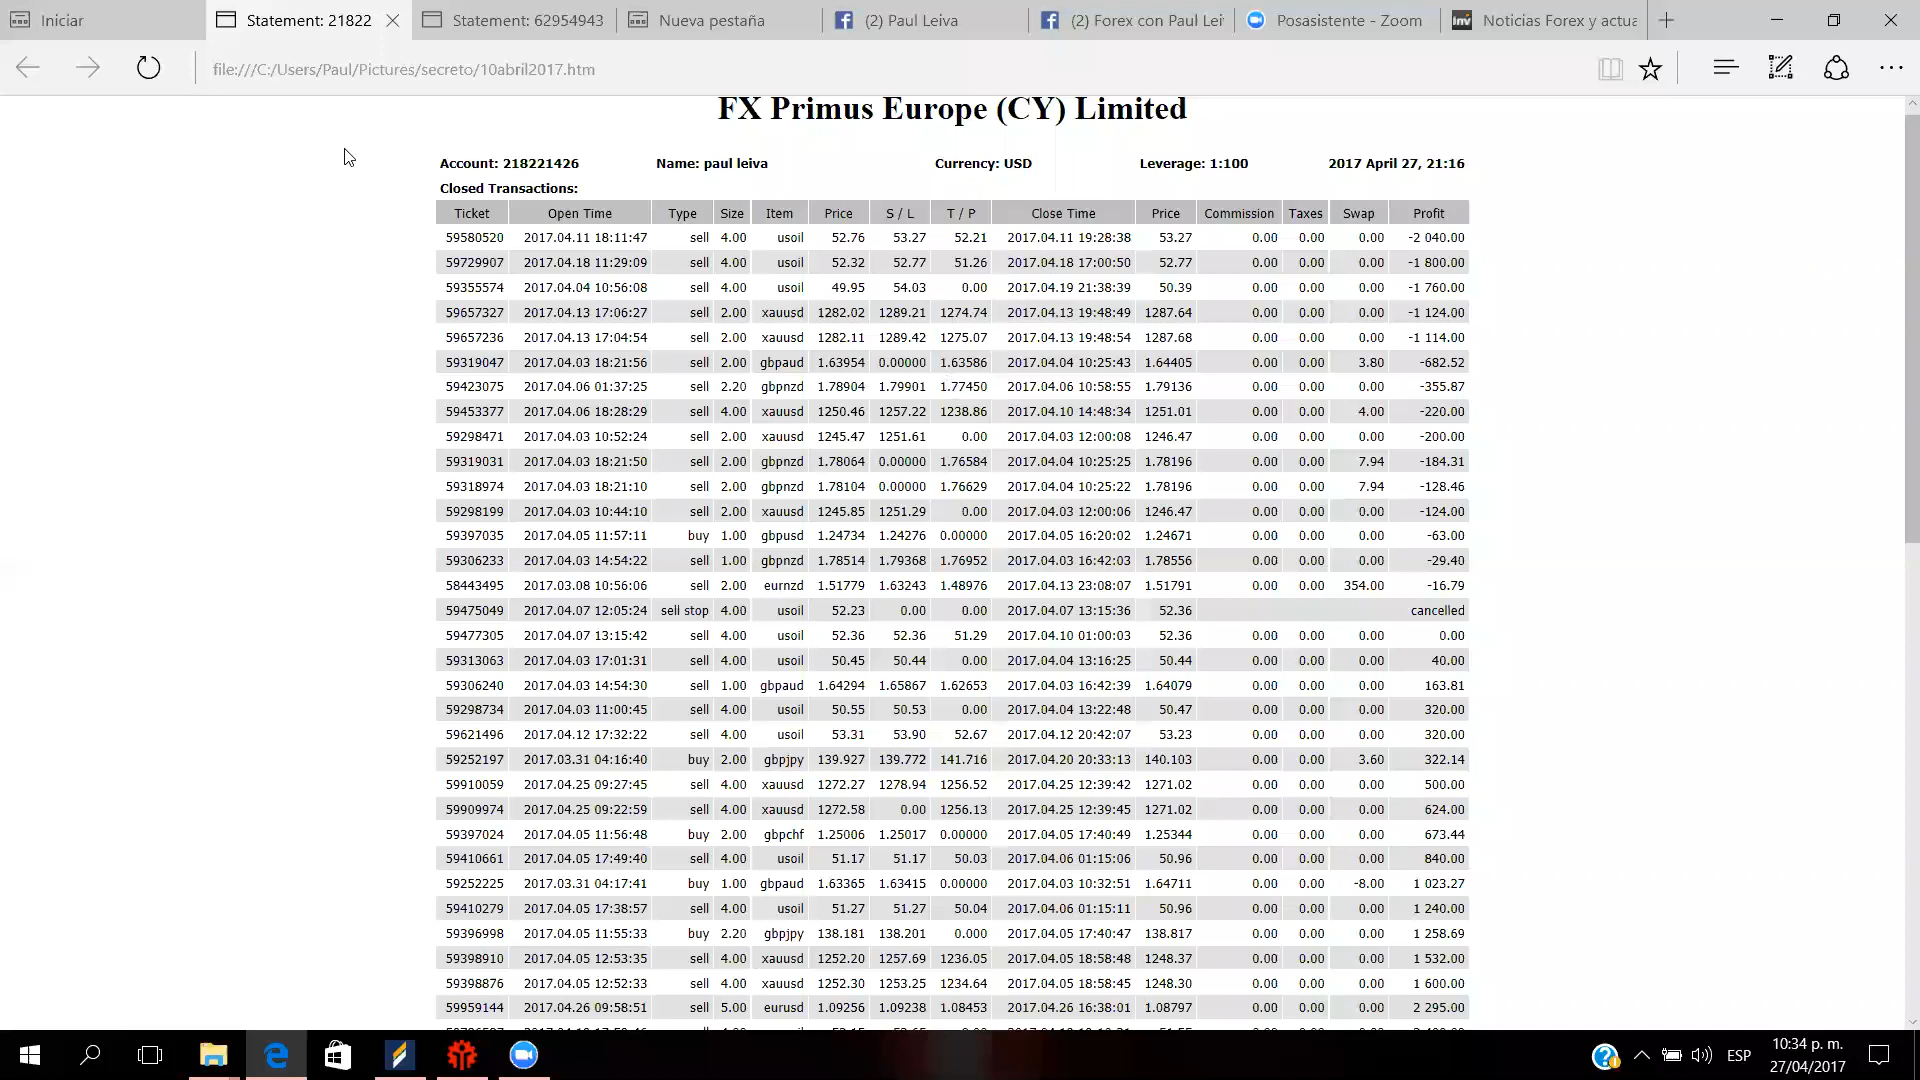 Iniciar
Statement: 21822
Statement: 62954943
Nueva pestaña
(2) Paul Leiva
(2) Forex con Paul Lei
Posasistente - Zoom
Inv Noticias Forex y actua
file:///C:/Users/Paul/Pictures/secreto/10abril2017.htm
FX Primus Europe (CY) Limited
Account: 218221426 Name: paul leiva Currency: USD Leverage: 1:100 2017 April 27, 21:16
Closed Transactions:
Ticket Open Time Type Size Item Price S / L T / P Close Time Price Commission Taxes Swap Profit
59580520 2017.04.11 18:11:47 sell 4.00 usoil 52.76 53.27 52.21 2017.04.11 19:28:38 53.27 0.00 0.00 0.00 -2 040.00
59729907 2017.04.18 11:29:09 sell 4.00 usoil 52.32 52.77 51.26 2017.04.18 17:00:50 52.77 0.00 0.00 0.00 -1 800.00
59355574 2017.04.04 10:56:08 sell 4.00 usoil 49.95 54.03 0.00 2017.04.19 21:38:39 50.39 0.00 0.00 0.00 -1 760.00
59657327 2017.04.13 17:06:27 sell 2.00 xauusd 1282.02 1289.21 1274.74 2017.04.13 19:48:49 1287.64 0.00 0.00 0.00 -1 124.00
59657236 2017.04.13 17:04:54 sell 2.00 xauusd 1282.11 1289.42 1275.07 2017.04.13 19:48:54 1287.68 0.00 0.00 0.00 -1 114.00
59319047 2017.04.03 18:21:56 sell 2.00 gbpaud 1.63954 0.00000 1.63586 2017.04.04 10:25:43 1.64405 0.00 0.00 3.80 -682.52
59423075 2017.04.06 01:37:25 sell 2.20 gbpnzd 1.78904 1.79901 1.77450 2017.04.06 10:58:55 1.79136 0.00 0.00 0.00 -355.87
59453377 2017.04.06 18:28:29 sell 4.00 xauusd 1250.46 1257.22 1238.86 2017.04.10 14:48:34 1251.01 0.00 0.00 4.00 -220.00
59298471 2017.04.03 10:52:24 sell 2.00 xauusd 1245.47 1251.61 0.00 2017.04.03 12:00:08 1246.47 0.00 0.00 0.00 -200.00
59319031 2017.04.03 18:21:50 sell 2.00 gbpnzd 1.78064 0.00000 1.76584 2017.04.04 10:25:25 1.78196 0.00 0.00 7.94 -184.31
59318974 2017.04.03 18:21:10 sell 2.00 gbpnzd 1.78104 0.00000 1.76629 2017.04.04 10:25:22 1.78196 0.00 0.00 7.94 -128.46
59298199 2017.04.03 10:44:10 sell 2.00 xauusd 1245.85 1251.29 0.00 2017.04.03 12:00:06 1246.47 0.00 0.00 0.00 -124.00
59397035 2017.04.05 11:57:11 buy 1.00 gbpusd 1.24734 1.24276 0.00000 2017.04.05 16:20:02 1.24671 0.00 0.00 0.00 -63.00
59306233 2017.04.03 14:54:22 sell 1.00 gbpnzd 1.78514 1.79368 1.76952 2017.04.03 16:42:03 1.78556 0.00 0.00 0.00 -29.40
58443495 2017.03.08 10:56:06 sell 2.00 eurnzd 1.51779 1.63243 1.48976 2017.04.13 23:08:07 1.51791 0.00 0.00 354.00 -16.79
59475049 2017.04.07 12:05:24 sell stop 4.00 usoil 52.23 0.00 0.00 2017.04.07 13:15:36 52.36 cancelled
59477305 2017.04.07 13:15:42 sell 4.00 usoil 52.36 52.36 51.29 2017.04.10 01:00:03 52.36 0.00 0.00 0.00 0.00
59313063 2017.04.03 17:01:31 sell 4.00 usoil 50.45 50.44 0.00 2017.04.04 13:16:25 50.44 0.00 0.00 0.00 40.00
59306240 2017.04.03 14:54:30 sell 1.00 gbpaud 1.64294 1.65867 1.62653 2017.04.03 16:42:39 1.64079 0.00 0.00 0.00 163.81
59298734 2017.04.03 11:00:45 sell 4.00 usoil 50.55 50.53 0.00 2017.04.04 13:22:48 50.47 0.00 0.00 0.00 320.00
59621496 2017.04.12 17:32:22 sell 4.00 usoil 53.31 53.90 52.67 2017.04.12 20:42:07 53.23 0.00 0.00 0.00 320.00
59252197 2017.03.31 04:16:40 buy 2.00 gbpjpy 139.927 139.772 141.716 2017.04.20 20:33:13 140.103 0.00 0.00 3.60 322.14
59910059 2017.04.25 09:27:45 sell 4.00 xauusd 1272.27 1278.94 1256.52 2017.04.25 12:39:42 1271.02 0.00 0.00 0.00 500.00
59909974 2017.04.25 09:22:59 sell 4.00 xauusd 1272.58 0.00 1256.13 2017.04.25 12:39:45 1271.02 0.00 0.00 0.00 624.00
59397024 2017.04.05 11:56:48 buy 2.00 gbpchf 1.25006 1.25017 0.00000 2017.04.05 17:40:49 1.25344 0.00 0.00 0.00 673.44
59410661 2017.04.05 17:49:40 sell 4.00 usoil 51.17 51.17 50.03 2017.04.06 01:15:06 50.96 0.00 0.00 0.00 840.00
59252225 2017.03.31 04:17:41 buy 1.00 gbpaud 1.63365 1.63415 0.00000 2017.04.03 10:32:51 1.64711 0.00 0.00 -8.00 1 023.27
59410279 2017.04.05 17:38:57 sell 4.00 usoil 51.27 51.27 50.04 2017.04.06 01:15:11 50.96 0.00 0.00 0.00 1 240.00
59396998 2017.04.05 11:55:33 buy 2.20 gbpjpy 138.181 138.201 0.000 2017.04.05 17:40:47 138.817 0.00 0.00 0.00 1 258.69
59398910 2017.04.05 12:53:35 sell 4.00 xauusd 1252.20 1257.69 1236.05 2017.04.05 18:58:48 1248.37 0.00 0.00 0.00 1 532.00
59398876 2017.04.05 12:52:33 sell 4.00 xauusd 1252.30 1253.25 1234.64 2017.04.05 18:58:45 1248.30 0.00 0.00 0.00 1 600.00
59959144 2017.04.26 09:58:51 sell 5.00 eurusd 1.09256 1.09238 1.08453 2017.04.26 16:38:01 1.08797 0.00 0.00 0.00 2 295.00
ESP
10:34 p. m.
27/04/2017